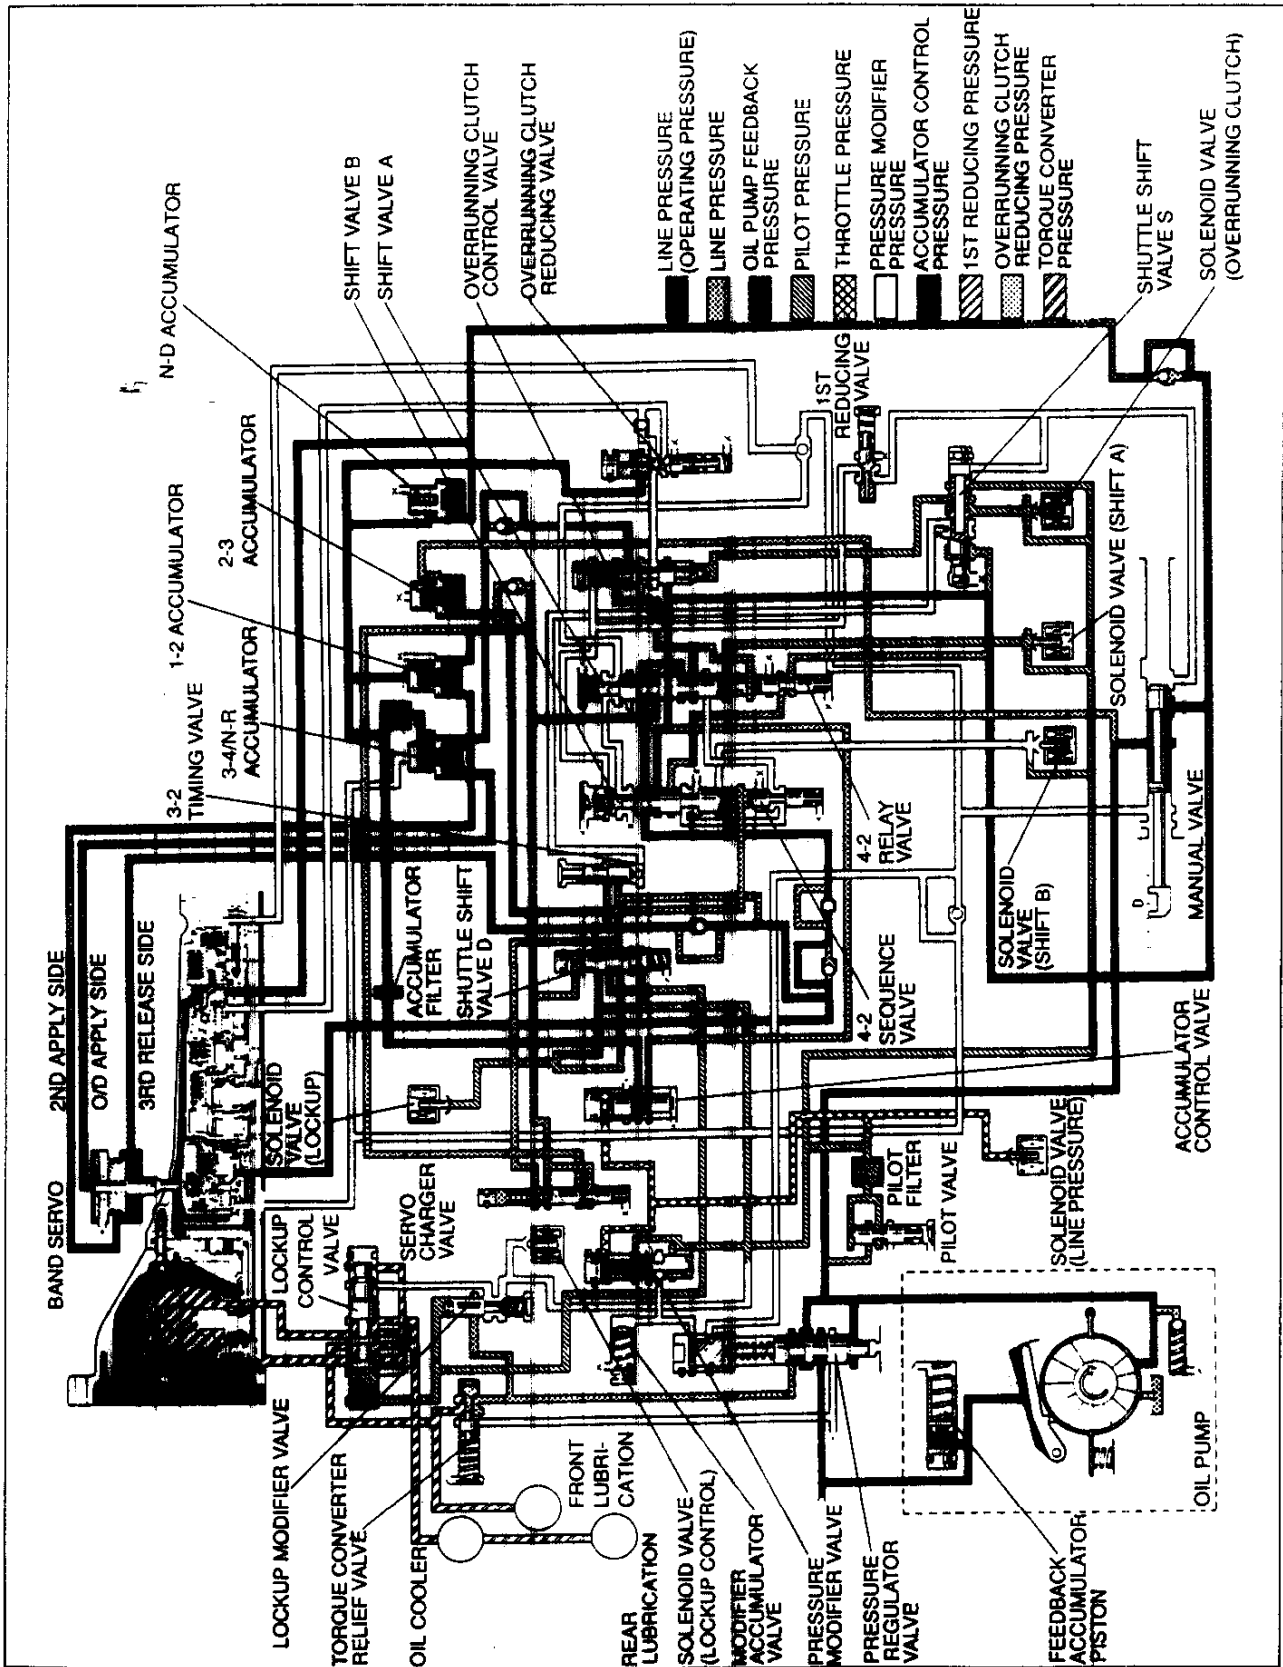 BAND SERVO
2ND APPLY SIDE
O/D APPLY SIDE
3RD RELEASE SIDE
3-2
TIMING VALVE
3-4/N-R
ACCUMULATOR
1-2 ACCUMULATOR
2-3
ACCUMULATOR
N-D ACCUMULATOR
SHIFT VALVE B
SHIFT VALVE A
OVERRUNNING CLUTCH
CONTROL VALVE
OVERRUNNING CLUTCH
REDUCING VALVE
LINE PRESSURE
(OPERATING PRESSURE)
LINE PRESSURE
OIL PUMP FEEDBACK
PRESSURE
PILOT PRESSURE
THROTTLE PRESSURE
PRESSURE MODIFIER
PRESSURE
ACCUMULATOR CONTROL
PRESSURE
1ST REDUCING PRESSURE
OVERRUNNING CLUTCH
REDUCING PRESSURE
TORQUE CONVERTER
PRESSURE
SHUTTLE SHIFT
VALVE S
SOLENOID VALVE
(OVERRUNNING CLUTCH)
1ST
REDUCING
VALVE
SOLENOID VALVE (SHIFT A)
ACCUMULATOR
FILTER
SHUTTLE SHIFT
VALVE D
SOLENOID
VALVE
(LOCKUP)
LOCKUP
CONTROL
VALVE
SERVO
CHARGER
VALVE
4-2
RELAY
VALVE
4-2
SEQUENCE
VALVE
SOLENOID
VALVE
(SHIFT B)
D
MANUAL VALVE
ACCUMULATOR
CONTROL VALVE
PILOT
FILTER
PILOT VALVE
SOLENOID VALVE
(LINE PRESSURE)
LOCKUP MODIFIER VALVE
TORQUE CONVERTER
RELIEF VALVE
OIL COOLER
FRONT
LUBRI-
CATION
REAR
LUBRICATION
SOLENOID VALVE
(LOCKUP CONTROL)
MODIFIER
ACCUMULATOR
VALVE
PRESSURE
MODIFIER VALVE
PRESSURE
REGULATOR
VALVE
FEEDBACK
ACCUMULATOR
PISTON
OIL PUMP